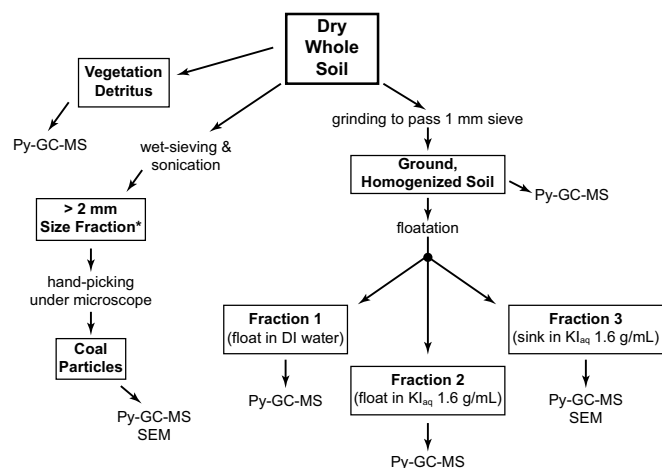 Dry
Whole
Soil
Vegetation
Detritus
Py-GC-MS
wet-sieving &
sonication
> 2 mm
Size Fraction*
hand-picking
under microscope
Coal
Particles
Py-GC-MS
SEM
grinding to pass 1 mm sieve
Ground,
Homogenized Soil
Py-GC-MS
floatation
Fraction 1
(float in DI water)
Py-GC-MS
Fraction 2
(float in KIaq 1.6 g/mL)
Py-GC-MS
Fraction 3
(sink in KIaq 1.6 g/mL)
Py-GC-MS
SEM